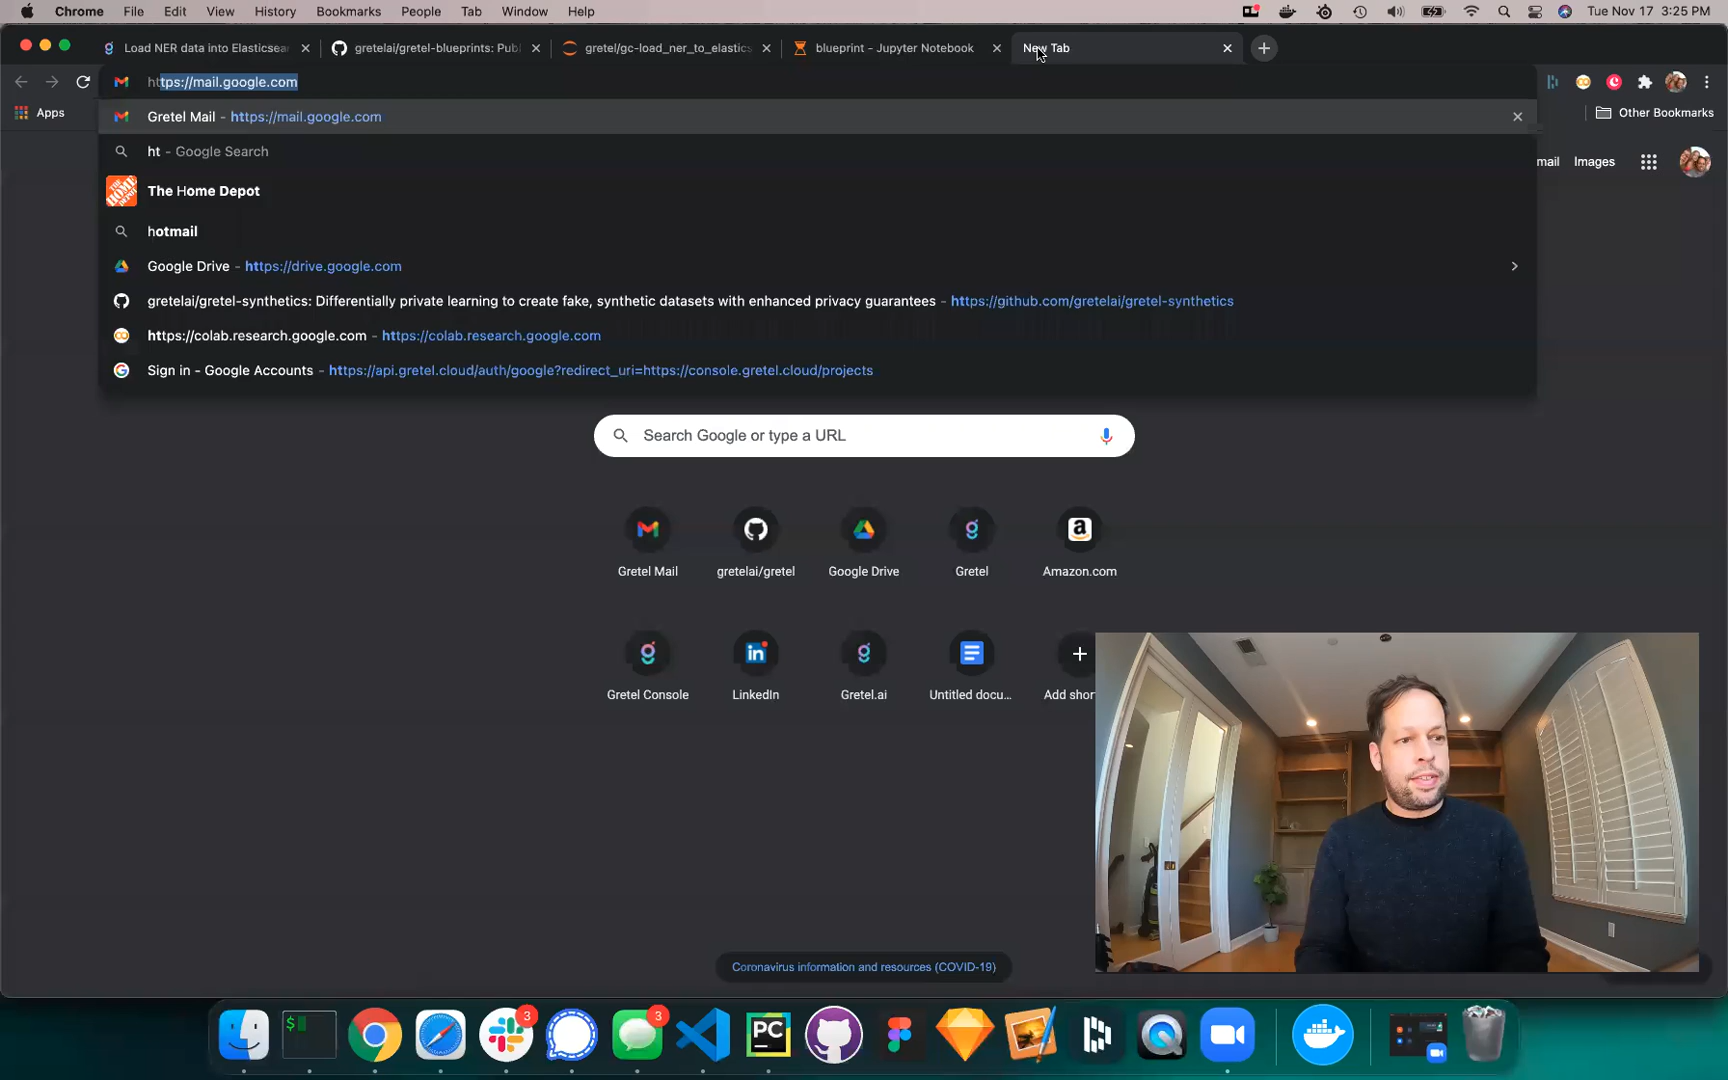 Chrome File Edit View History Bookmarks People Tab Window Help Tue Nov 17 3:25 PM
Load NER data into Elasticsear gretelai/gretel-blueprints: Publ gretel/gc-load_ner_to_elastics blueprint - Jupyter Notebook New Tab
https://mail.google.com
Apps Other Bookmarks
Gretel Mail - https://mail.google.com
ht - Google Search
mail Images
The Home Depot
hotmail
Google Drive - https://drive.google.com
gretelai/gretel-synthetics: Differentially private learning to create fake, synthetic datasets with enhanced privacy guarantees - https://github.com/gretelai/gretel-synthetics
https://colab.research.google.com - https://colab.research.google.com
Sign in - Google Accounts - https://api.gretel.cloud/auth/google?redirect_uri=https://console.gretel.cloud/projects
Search Google or type a URL
Gretel Mail gretelai/gretel Google Drive Gretel Amazon.com
Gretel Console LinkedIn Gretel.ai Untitled docu... Add shor
Coronavirus information and resources (COVID-19)
3 3
$ PC